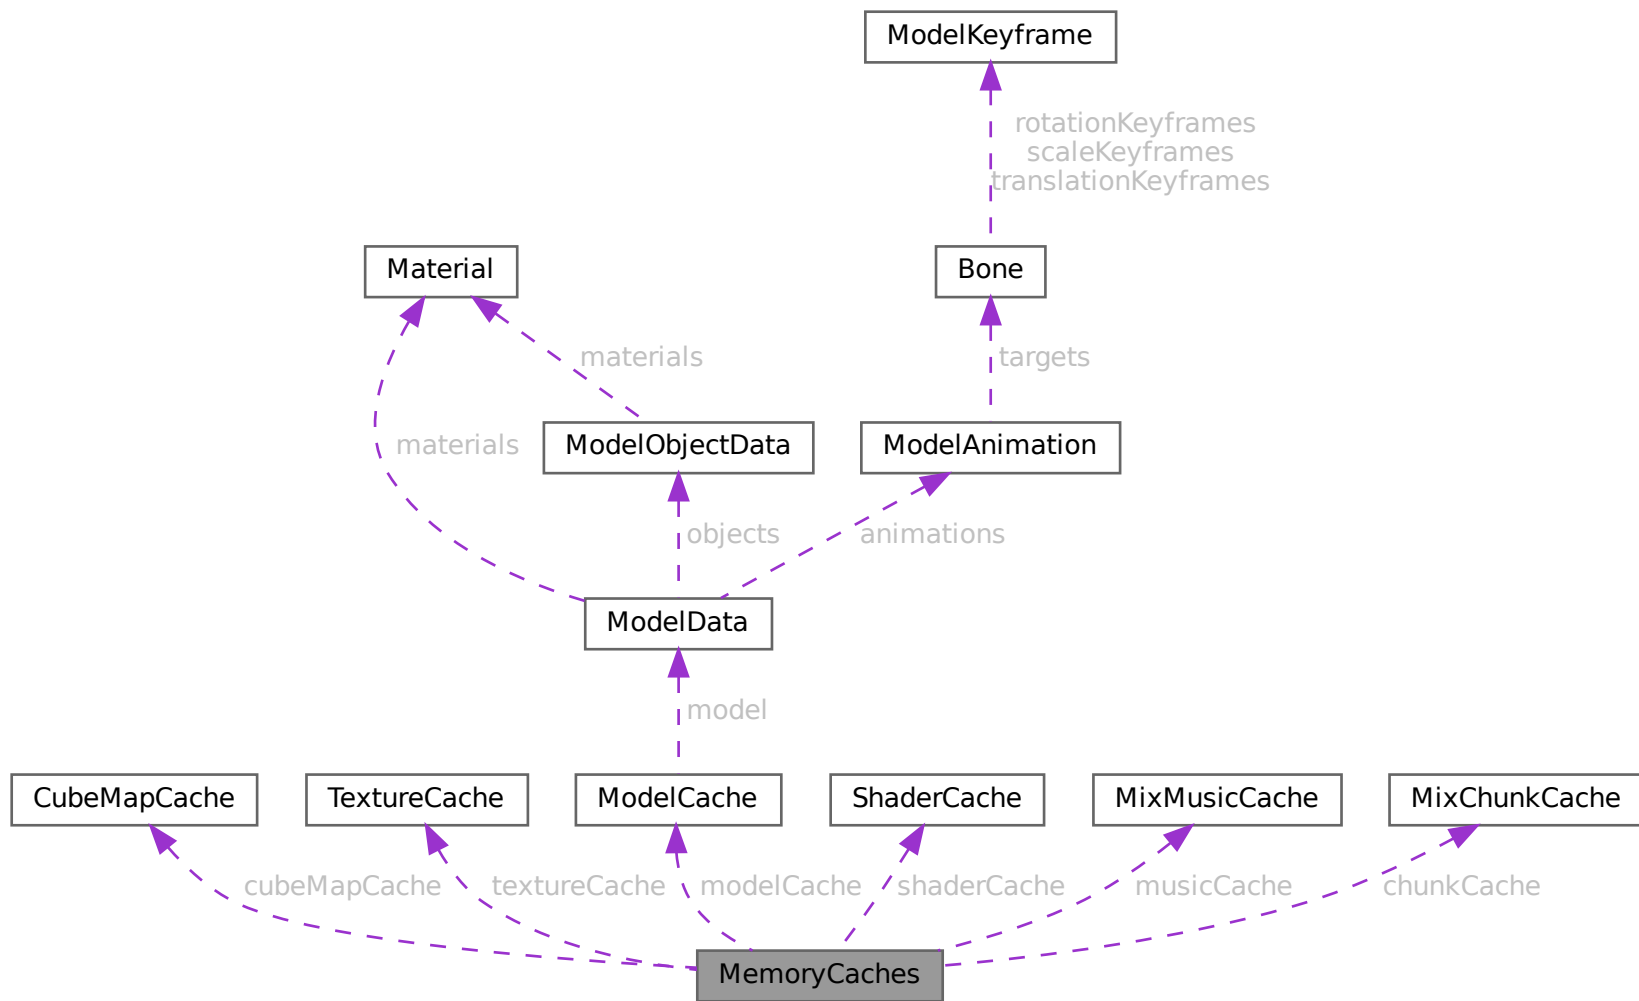 ModelKeyframe
rotationKeyframes
scaleKeyframes
translationKeyframes
Material
Bone
materials
targets
materials
ModelObjectData
ModelAnimation
objects
animations
ModelData
model
CubeMapCache
TextureCache
ModelCache
ShaderCache
MixMusicCache
MixChunkCache
cubeMapCache
textureCache
modelCache
shaderCache
musicCache
chunkCache
MemoryCaches